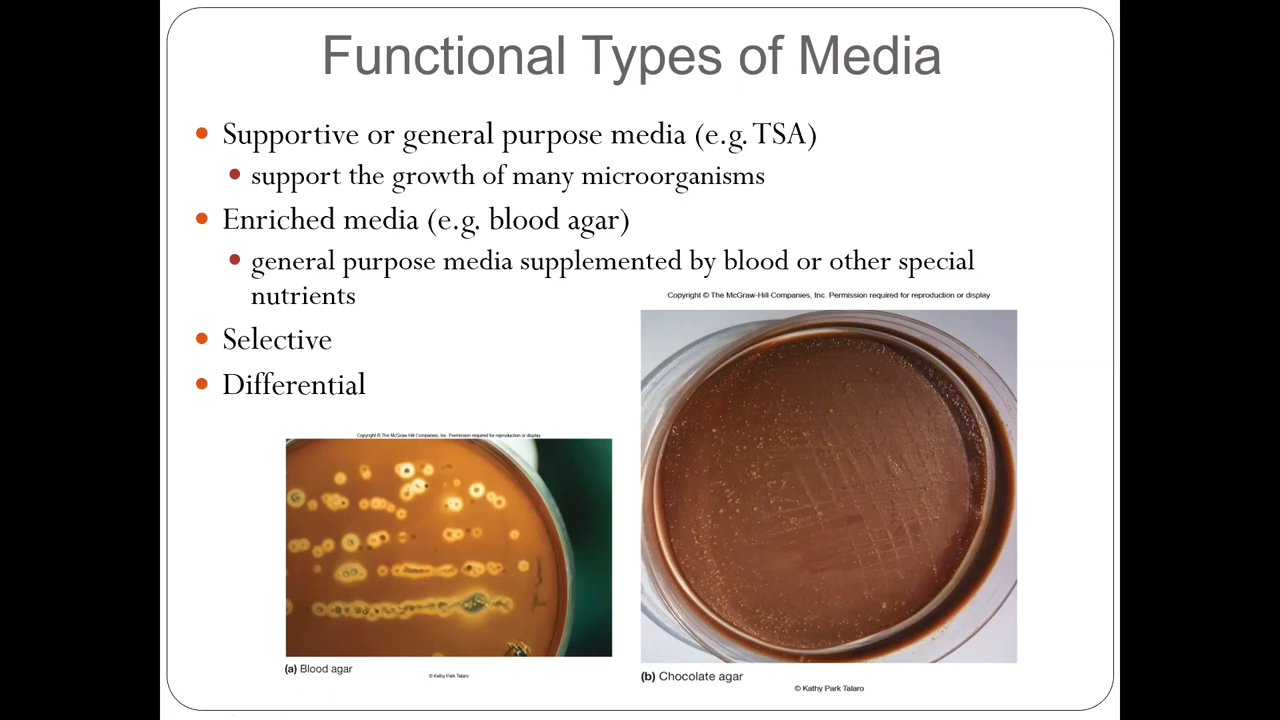 Functional Types of Media
• Supportive or general purpose media (e.g. TSA)
• support the growth of many microorganisms
• Enriched media (e.g. blood agar)
• general purpose media supplemented by blood or other special
nutrients
• Selective
• Differential
Copyright © The McGraw-Hill Companies, Inc. Permission required for reproduction or display
(a) Blood agar
© Kathy Park Talaro
Copyright © The McGraw-Hill Companies, Inc. Permission required for reproduction or display
(b) Chocolate agar
© Kathy Park Talaro